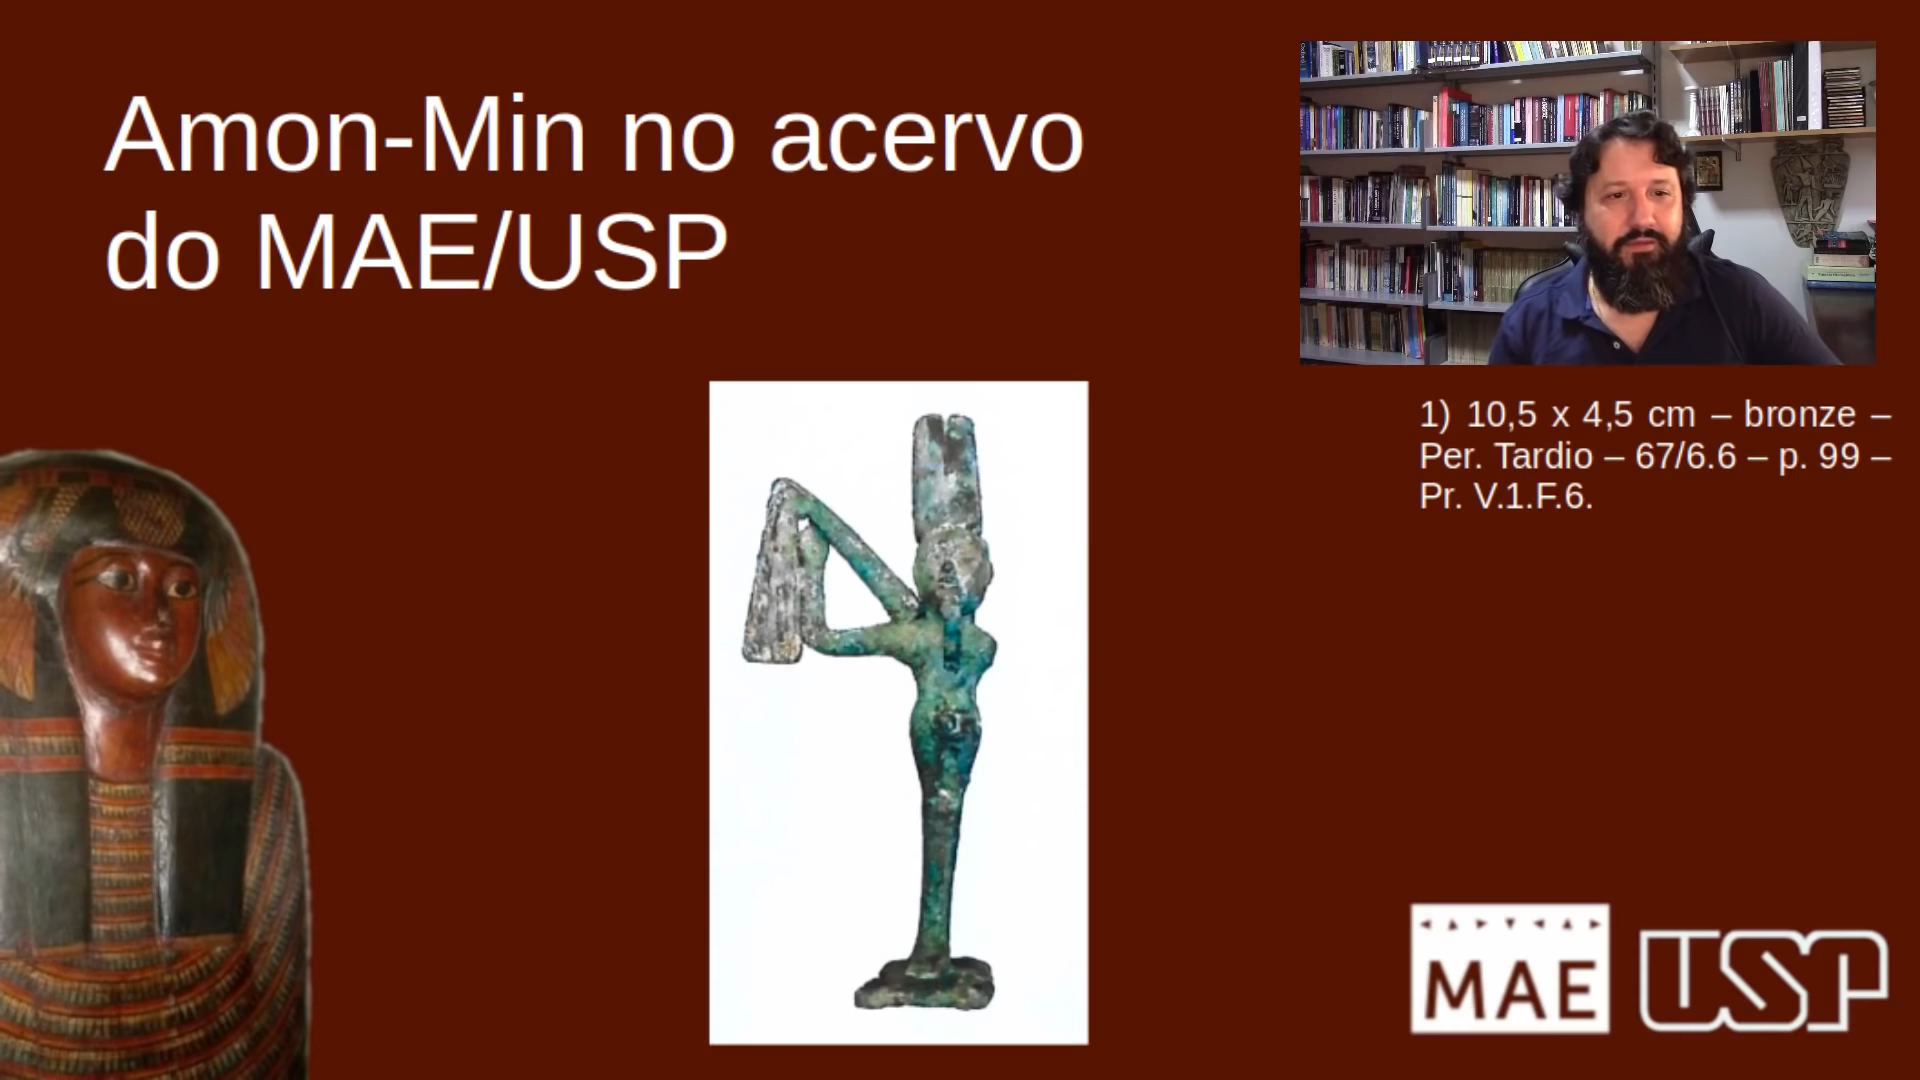 Amon-Min no acervo
do MAE/USP
1) 10,5 x 4,5 cm – bronze –
Per. Tardio – 67/6.6 – p. 99 –
Pr. V.1.F.6.
MAE
USP